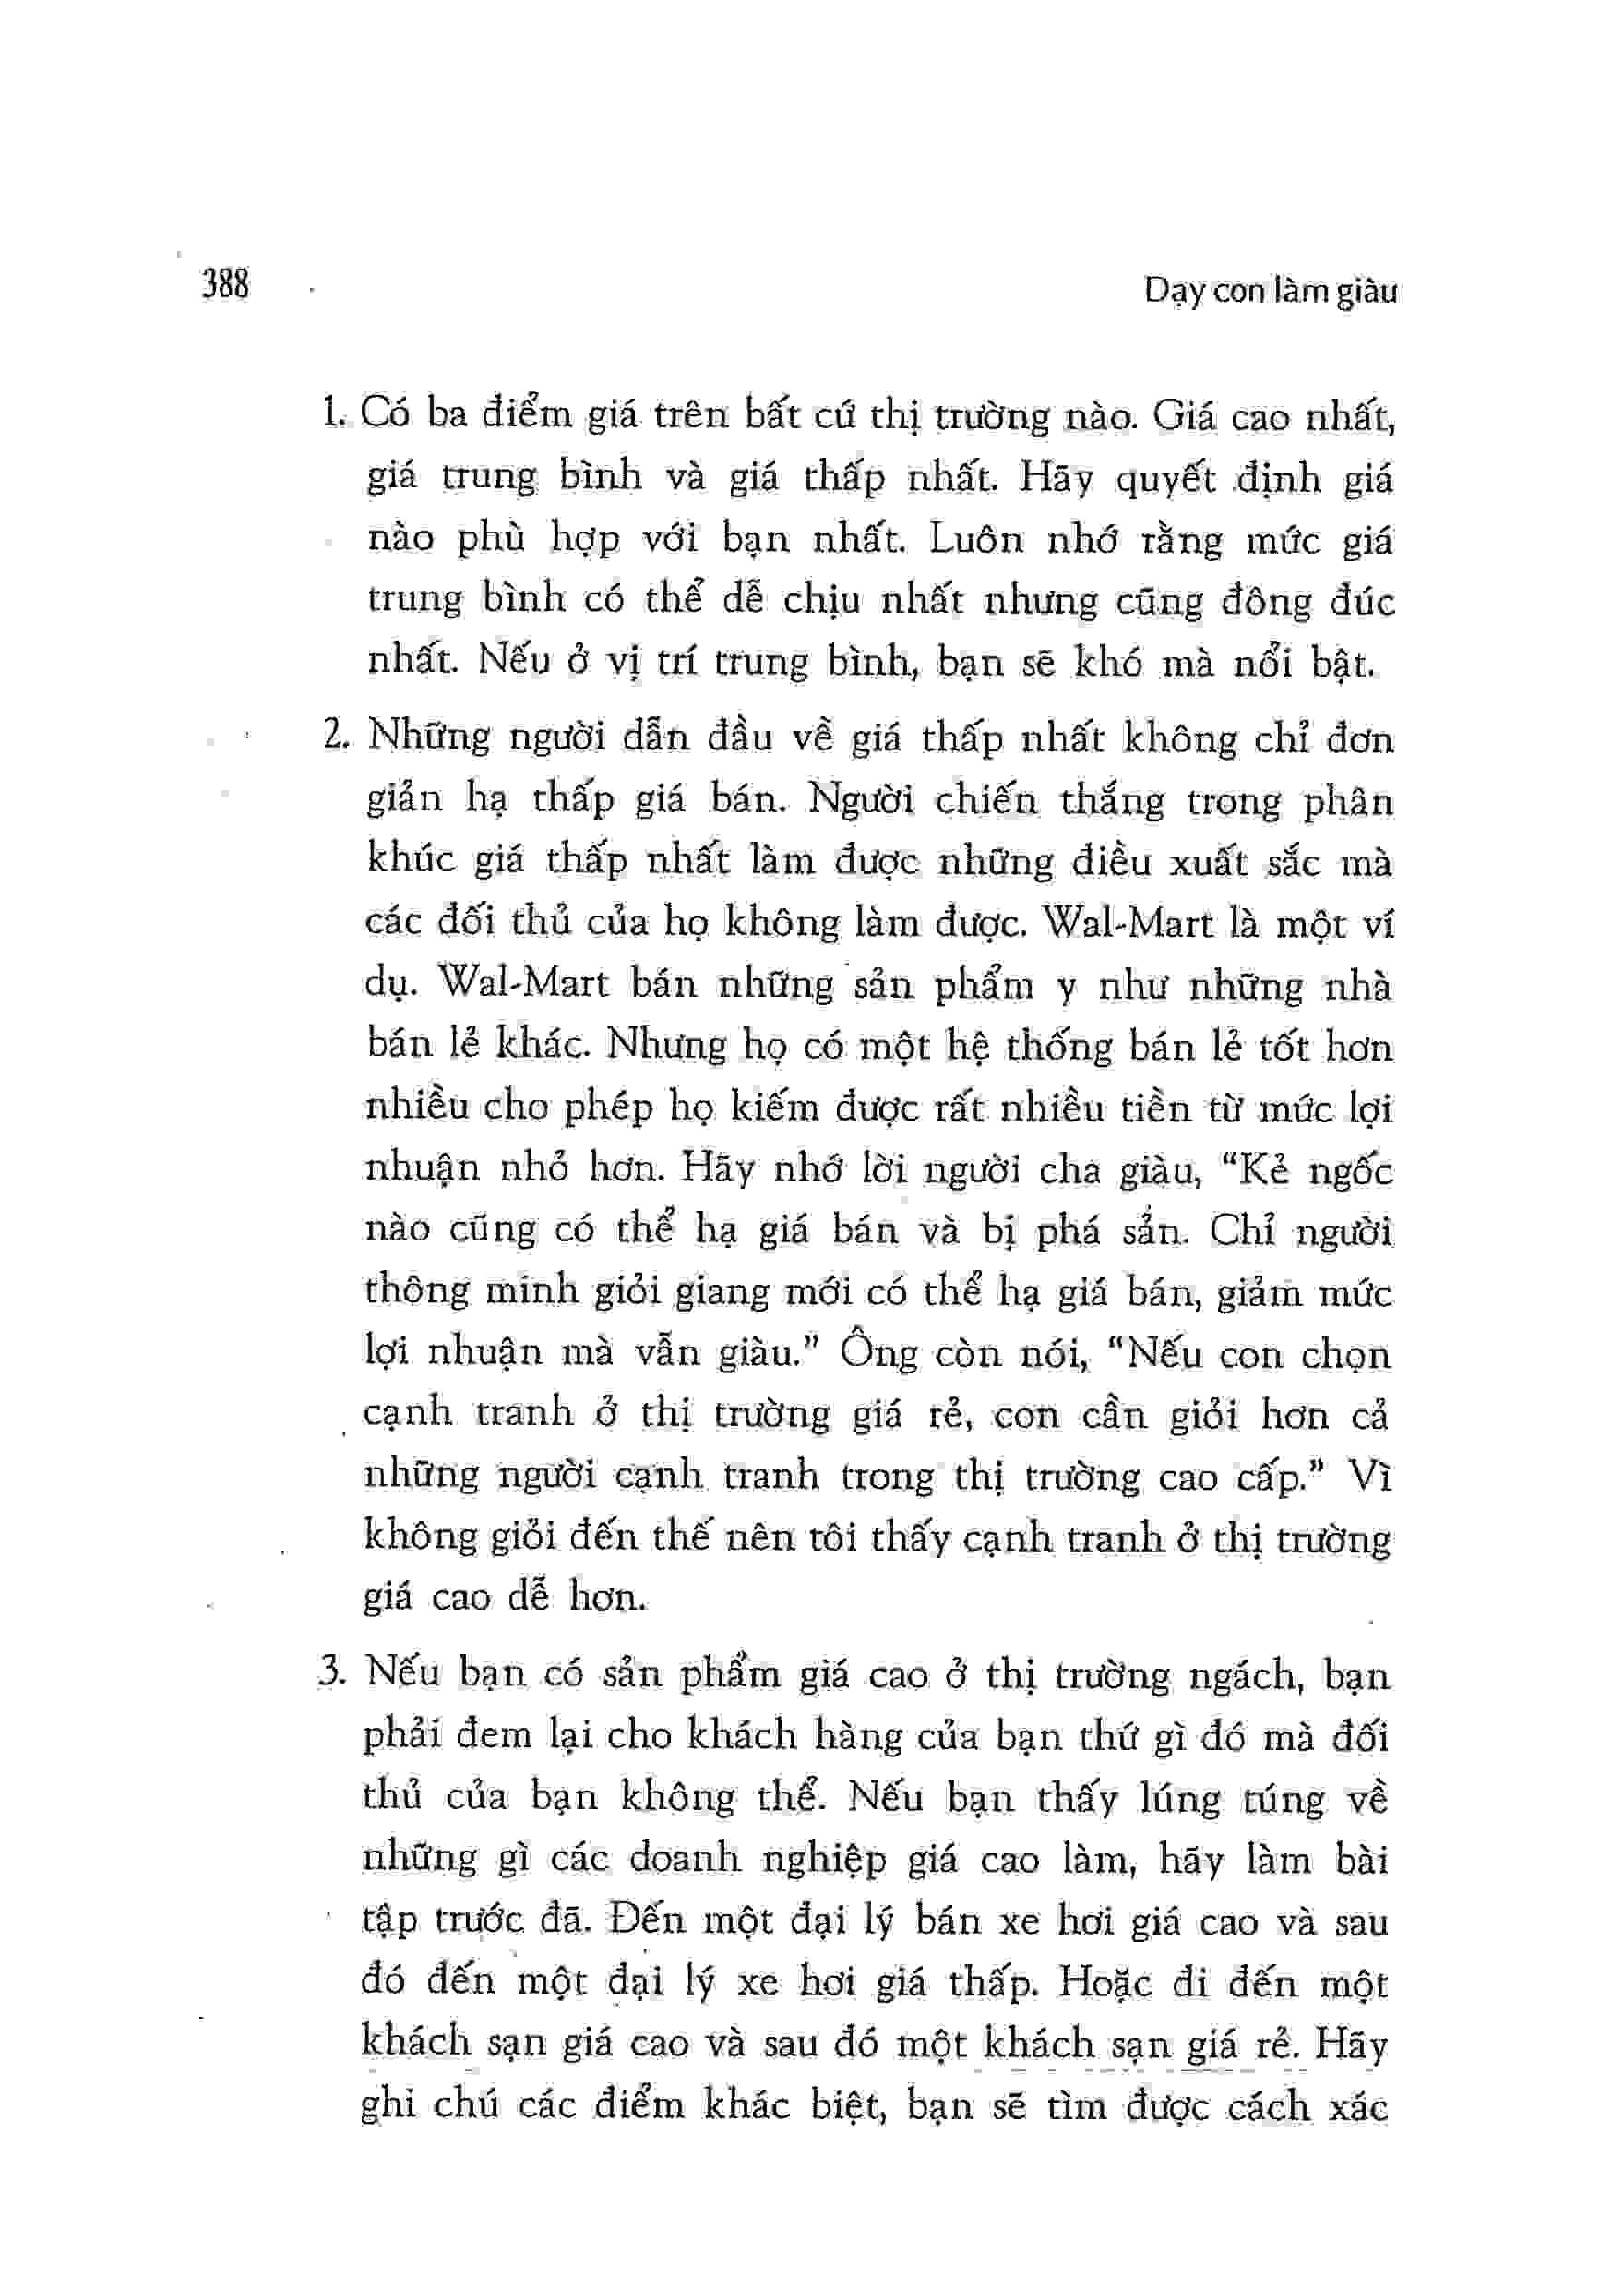 388
Dạy con làm giàu
1. Có ba điểm giá trên bất cứ thị trường nào. Giá cao nhất,
giá trung bình và giá thấp nhất. Hãy quyết định giá
nào phù hợp với bạn nhất. Luôn nhớ rằng mức giá
trung bình có thể dễ chịu nhất nhưng cũng đông đúc
nhất. Nếu ở vị trí trung bình, bạn sẽ khó mà nổi bật.
2. Những người dẫn đầu về giá thấp nhất không chỉ đơn
giản hạ thấp giá bán. Người chiến thắng trong phân
khúc giá thấp nhất làm được những điều xuất sắc mà
các đối thủ của họ không làm được. Wal-Mart là một ví
dụ. Wal-Mart bán những sản phẩm y như những nhà
bán lẻ khác. Nhưng họ có một hệ thống bán lẻ tốt hơn
nhiều cho phép họ kiếm được rất nhiều tiền từ mức lợi
nhuận nhỏ hơn. Hãy nhớ lời người cha giàu, “Kẻ ngốc
nào cũng có thể hạ giá bán và bị phá sản. Chỉ người
thông minh giỏi giang mới có thể hạ giá bán, giảm mức
lợi nhuận mà vẫn giàu.” Ông còn nói, “Nếu con chọn
cạnh tranh ở thị trường giá rẻ, con cần giỏi hơn cả
những người cạnh tranh trong thị trường cao cấp.” Vì
không giỏi đến thế nên tôi thấy cạnh tranh ở thị trường
giá cao dễ hơn.
3. Nếu bạn có sản phẩm giá cao ở thị trường ngách, bạn
phải đem lại cho khách hàng của bạn thứ gì đó mà đối
thủ của bạn không thể. Nếu bạn thấy lúng túng về
những gì các doanh nghiệp giá cao làm, hãy làm bài
tập trước đã. Đến một đại lý bán xe hơi giá cao và sau
đó đến một đại lý xe hơi giá thấp. Hoặc đi đến một
khách sạn giá cao và sau đó một khách sạn giá rẻ. Hãy
ghi chú các điểm khác biệt, bạn sẽ tìm được cách xác